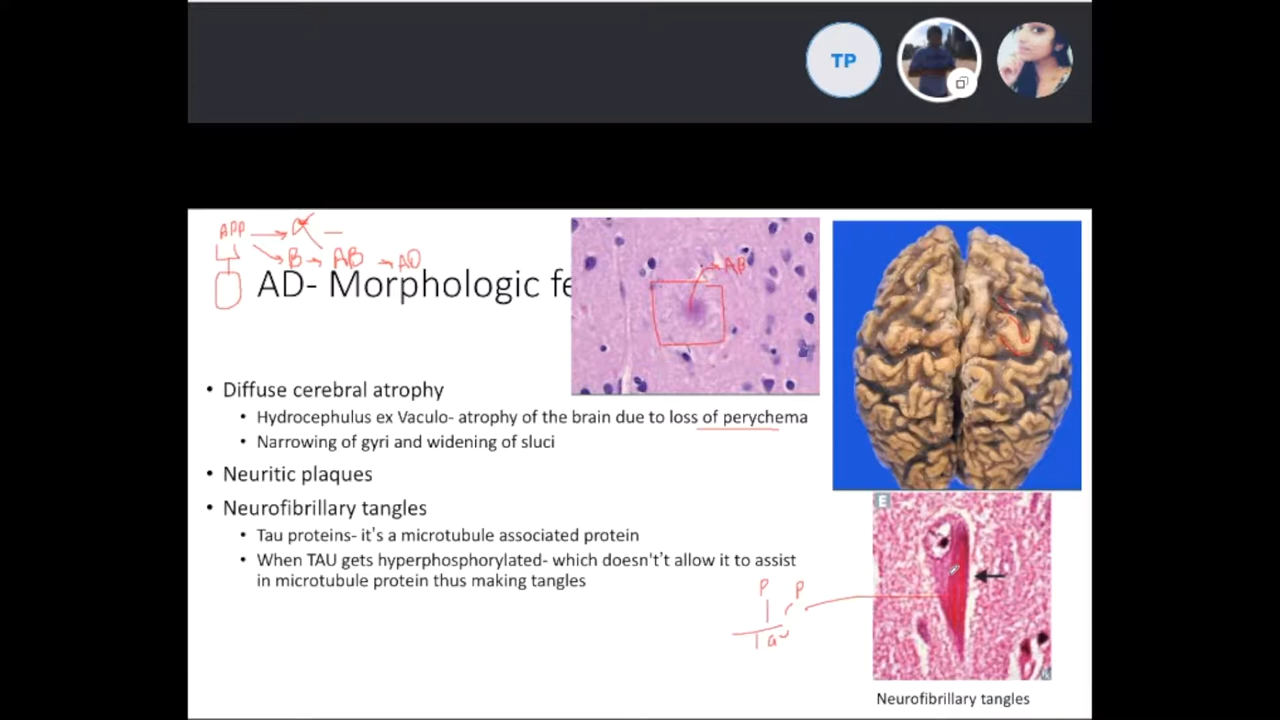 TP
APP → α —
B → AB → AD
→ AB
AD- Morphologic fe
• Diffuse cerebral atrophy
• Hydrocephulus ex Vaculo- atrophy of the brain due to loss of perychema
• Narrowing of gyri and widening of sluci
• Neuritic plaques
• Neurofibrillary tangles
• Tau proteins- it's a microtubule associated protein
• When TAU gets hyperphosphorylated- which doesn't't allow it to assist
in microtubule protein thus making tangles
E
P P
Tau
Neurofibrillary tangles